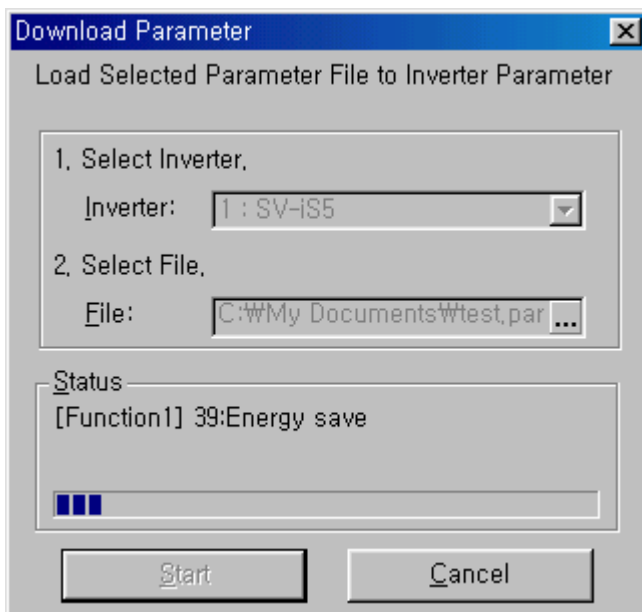 Download Parameter
Load Selected Parameter File to Inverter Parameter
1, Select Inverter,
Inverter: 1 : SV-iS5
2, Select File,
File: C:₩My Documents₩test,par ...
Status
[Function1] 39:Energy save
Start Cancel